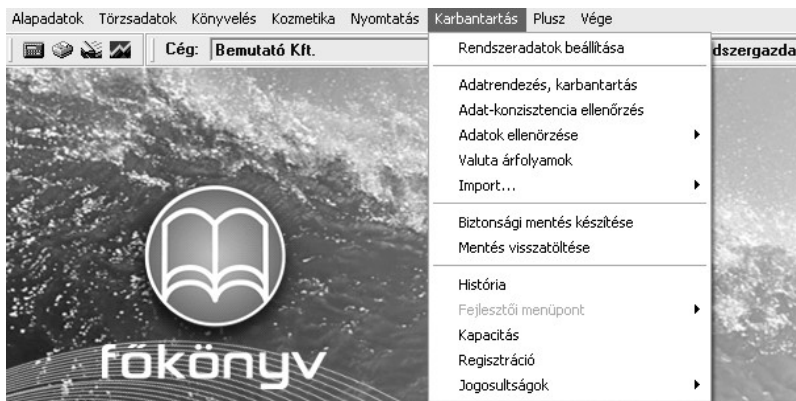 Alapadatok Törzsadatok Könyvelés Kozmetika Nyomtatás Karbantartás Plusz Vége
Cég: Bemutató Kft.
dszergazda
Rendszeradatok beállítása
Adatrendezés, karbantartás
Adat-konzisztencia ellenőrzés
Adatok ellenörzése
Valuta árfolyamok
Import...
Biztonsági mentés készítése
Mentés visszatöltése
História
Fejlesztői menüpont
Kapacitás
Regisztráció
Jogosultságok
főkönyv